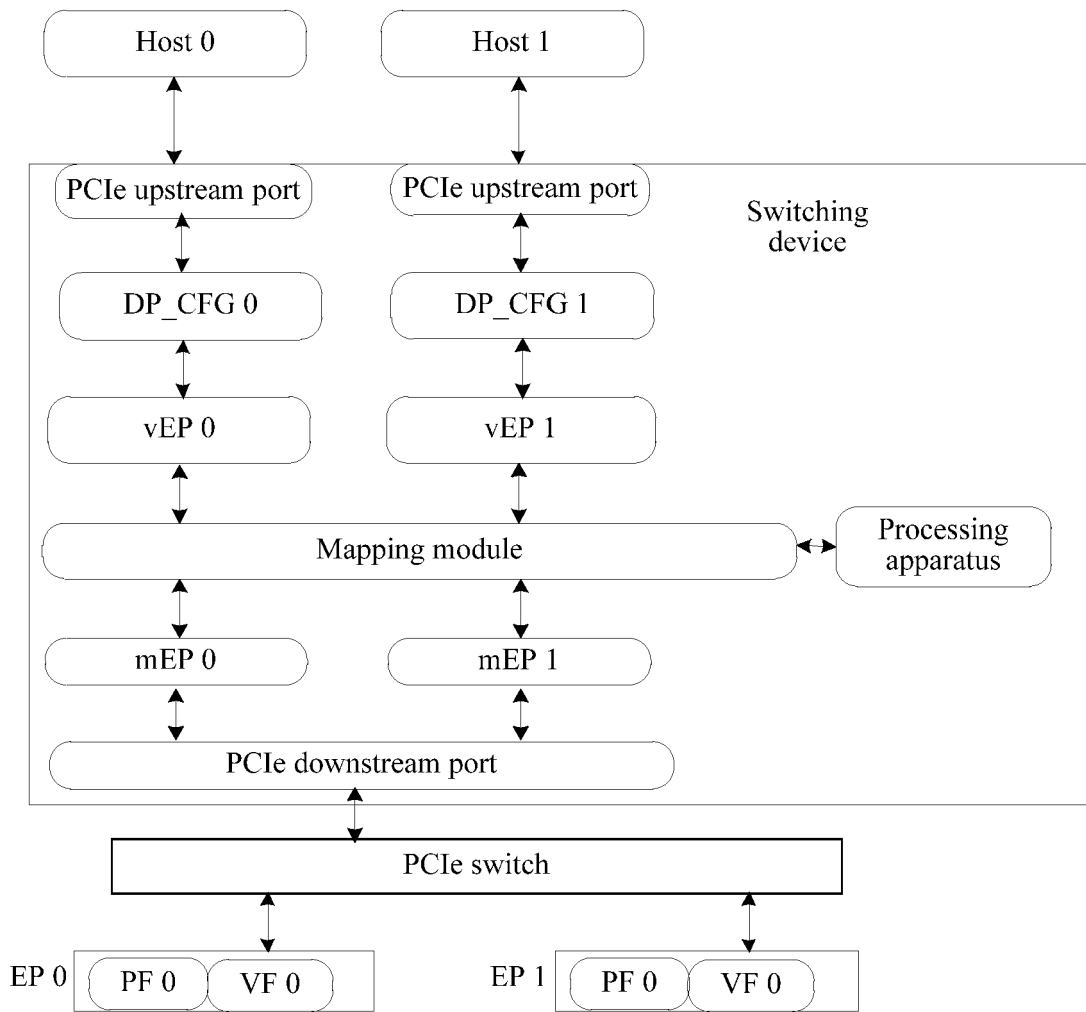 Host 0
Host 1
PCIe upstream port
PCIe upstream port
Switching
device
DP_CFG 0
DP_CFG 1
vEP 0
vEP 1
Mapping module
Processing
apparatus
mEP 0
mEP 1
PCIe downstream port
PCIe switch
EP 0
PF 0
VF 0
EP 1
PF 0
VF 0